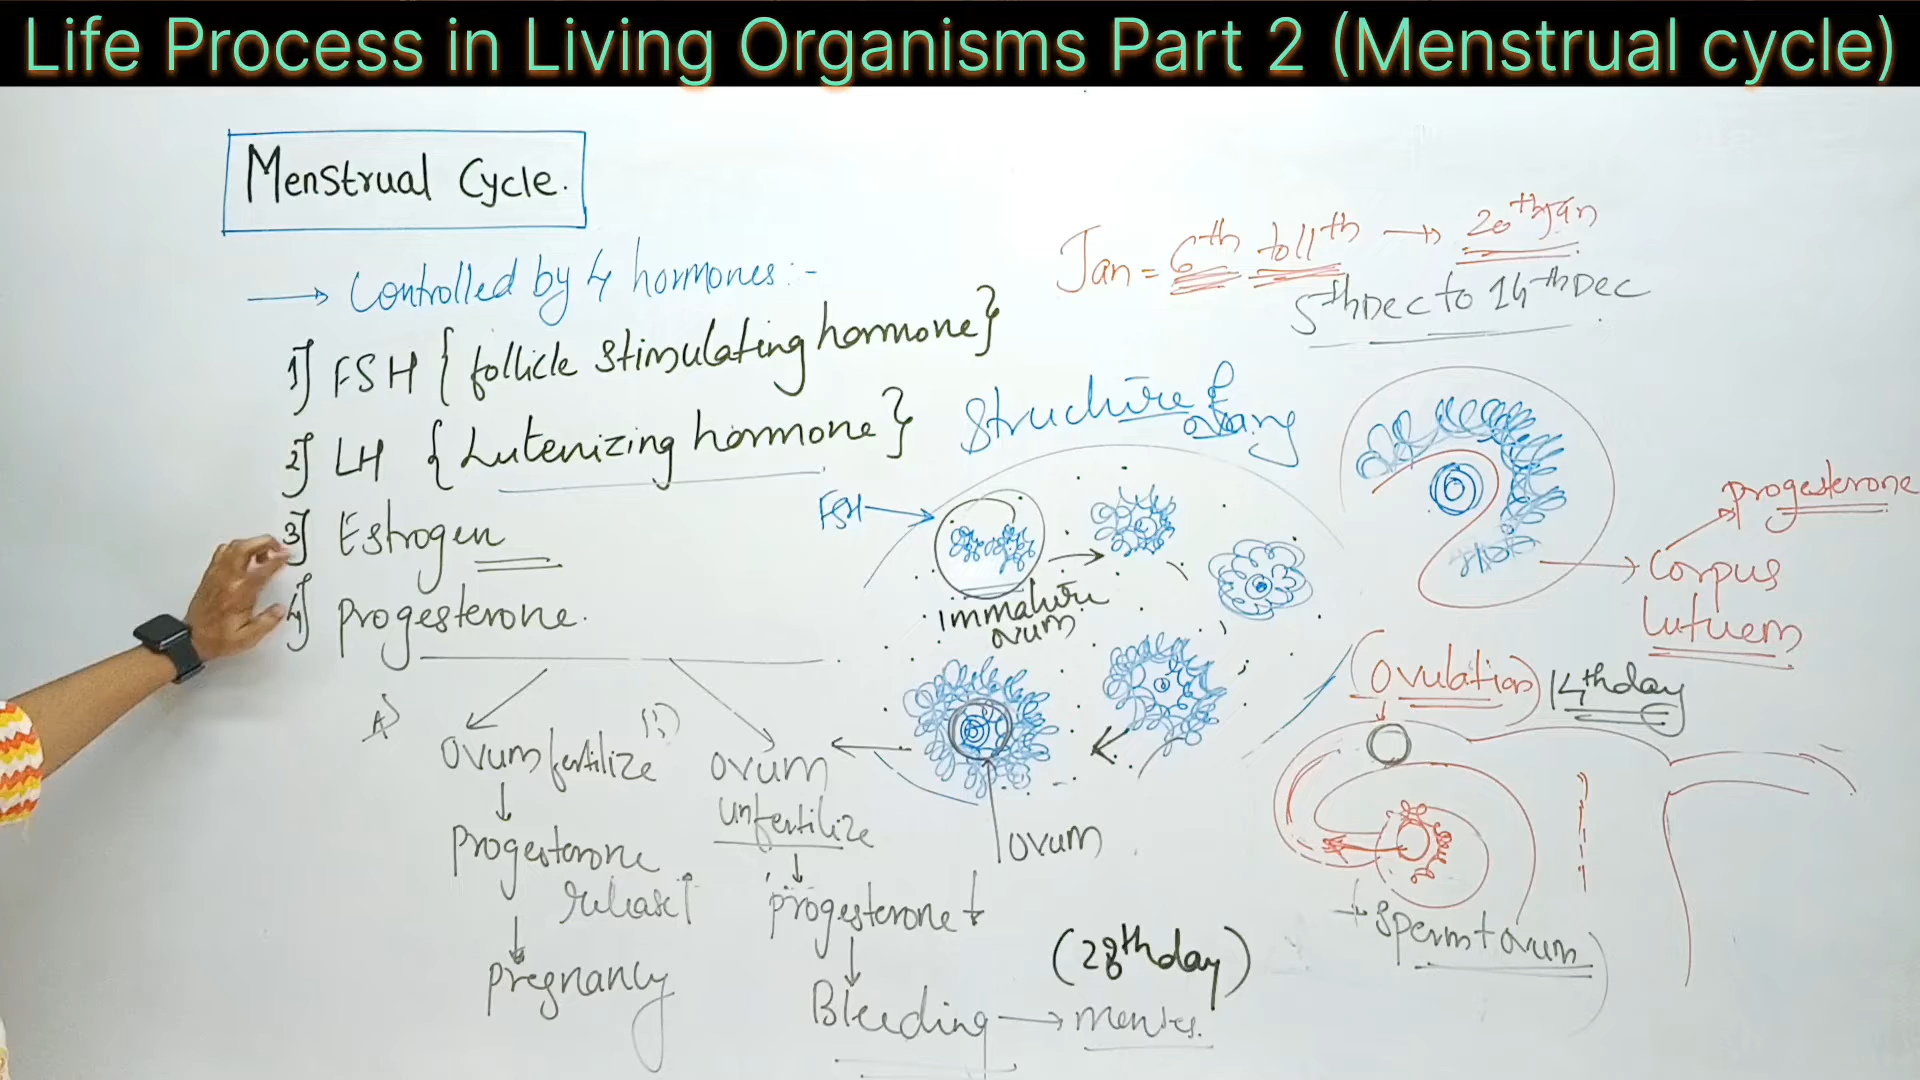 Life Process in Living Organisms Part 2 (Menstrual cycle)
Menstrual Cycle.
→ Controlled by 4 hormones:-
1] FSH { follicle stimulating hormone}
2] LH { Lutenizing hormone}
3] Estrogen
4] progesterone.
A)
Ovum fertilize
↓
progesterone
release↑
↓
pregnancy
Ovum
unfertilize
↓
progesterone↓
↓
Bleeding → menses.
(28th day)
Jan = 6th to 11th → 20th Jan
5th Dec to 14th Dec
Structure of
ovary
FSH
immature
ovum
ovum
progesterone
Corpus
lutuem
(Ovulation) 14th day
+ sperm + ovum